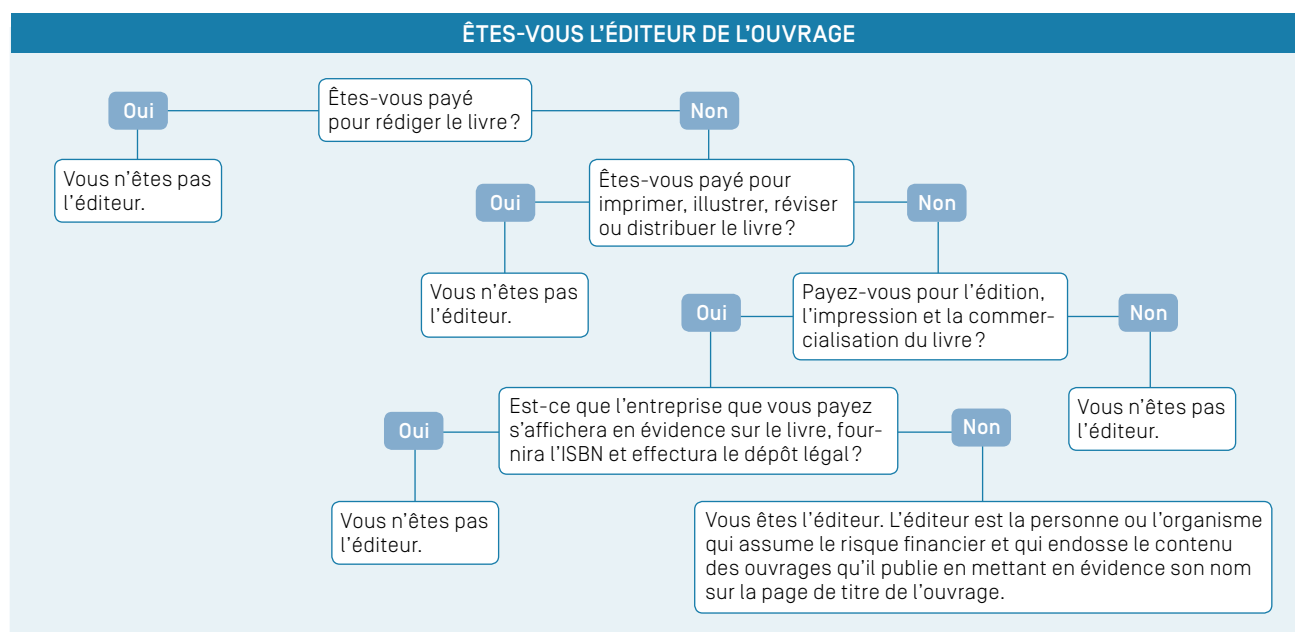 ÊTES-VOUS L’ÉDITEUR DE L’OUVRAGE
Êtes-vous payé
pour rédiger le livre ?
Oui
Non
Vous n’êtes pas
l’éditeur.
Êtes-vous payé pour
imprimer, illustrer, réviser
ou distribuer le livre ?
Oui
Non
Vous n’êtes pas
l’éditeur.
Payez-vous pour l’édition,
l’impression et la commer-
cialisation du livre ?
Oui
Non
Est-ce que l’entreprise que vous payez
s’affichera en évidence sur le livre, four-
nira l’ISBN et effectura le dépôt légal ?
Vous n’êtes pas
l’éditeur.
Oui
Non
Vous n’êtes pas
l’éditeur.
Vous êtes l’éditeur. L’éditeur est la personne ou l’organisme
qui assume le risque financier et qui endosse le contenu
des ouvrages qu’il publie en mettant en évidence son nom
sur la page de titre de l’ouvrage.